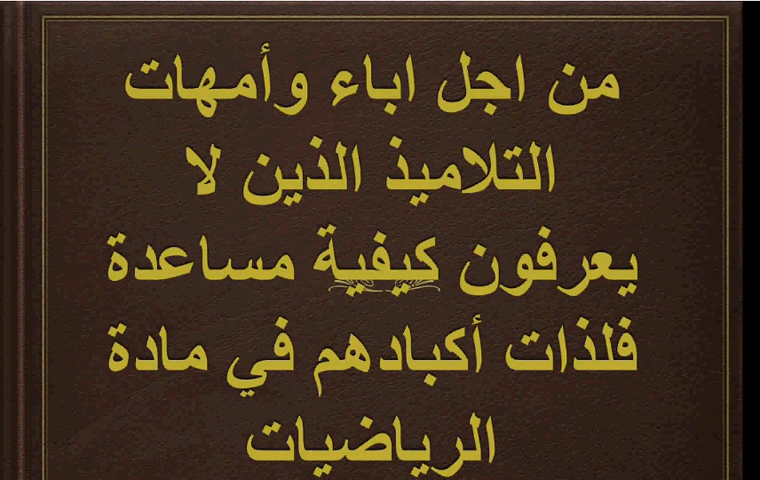 من اجل اباء وأمهات
التلاميذ الذين لا
يعرفون كيفية مساعدة
فلذات أكبادهم في مادة
الرياضيات